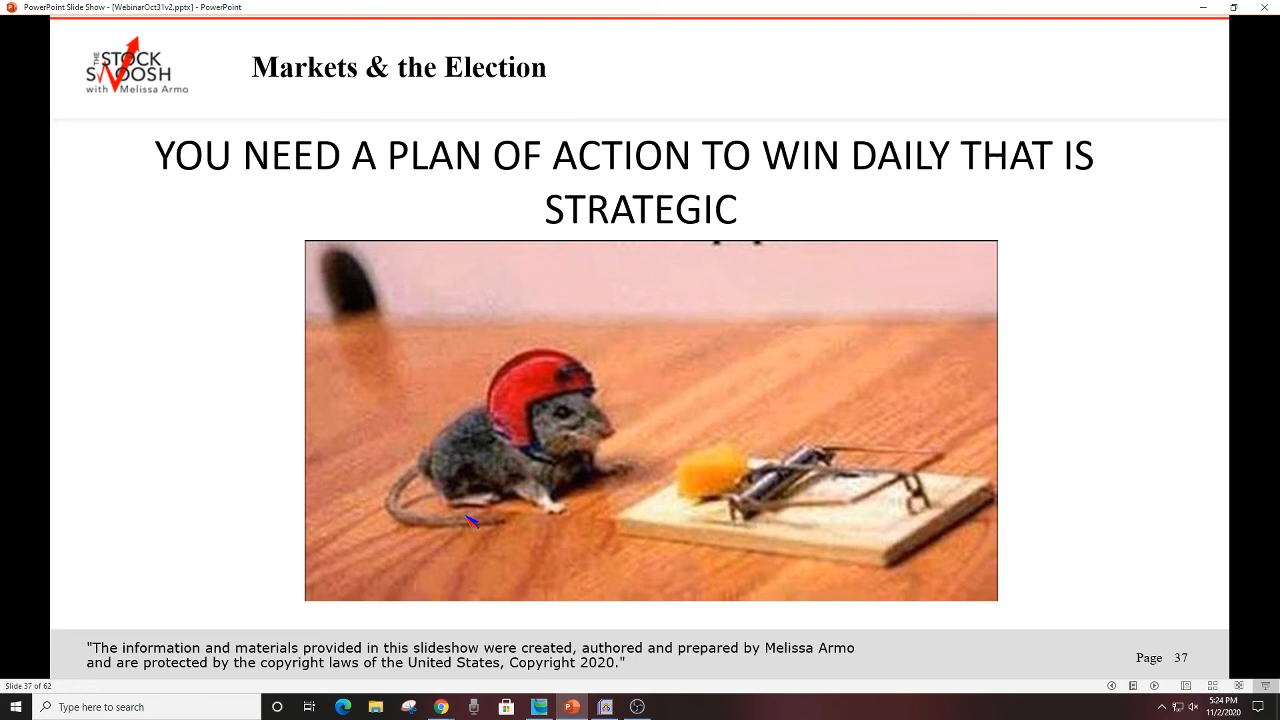 PowerPoint Slide Show - [WebinarOct31v2.pptx] - PowerPoint
THE STOCK
SWOOSH
with Melissa Armo
Markets & the Election
YOU NEED A PLAN OF ACTION TO WIN DAILY THAT IS
STRATEGIC
"The information and materials provided in this slideshow were created, authored and prepared by Melissa Armo
and are protected by the copyright laws of the United States, Copyright 2020."
Page 37
Slide 37 of 62
Type here to search
5:24 PM
11/2/2020